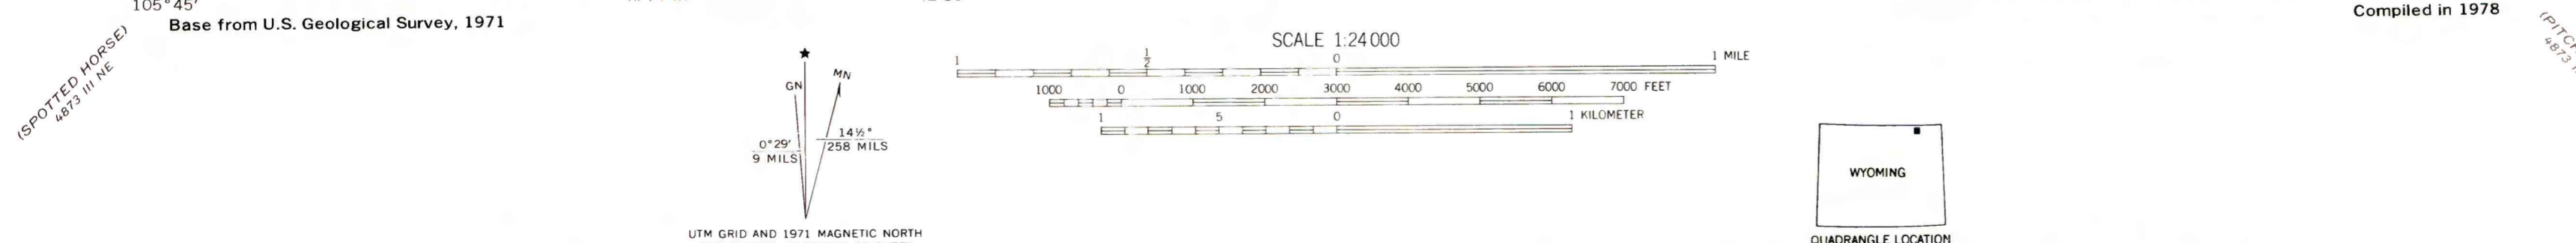 105°45′
Base from U.S. Geological Survey, 1971
(SPOTTED HORSE)
4873 III NE
★
GN
MN
0°29′
9 MILS
14½°
258 MILS
UTM GRID AND 1971 MAGNETIC NORTH
SCALE 1:24 000
1 1/2 0 1 MILE
1000 0 1000 2000 3000 4000 5000 6000 7000 FEET
1 5 0 1 KILOMETER
WYOMING
QUADRANGLE LOCATION
Compiled in 1978
4873